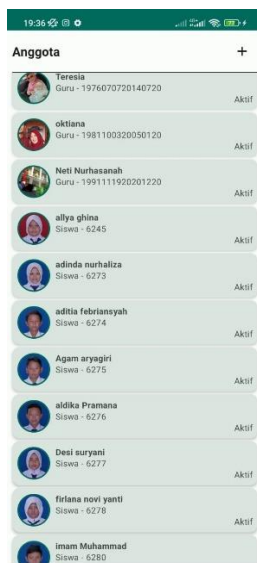 19:36
Anggota
+
Teresia
Guru - 1976070720140720
Aktif
oktiana
Guru - 1981100320050120
Aktif
Neti Nurhasanah
Guru - 1991111920201220
Aktif
allya ghina
Siswa - 6245
Aktif
adinda nurhaliza
Siswa - 6273
Aktif
aditia febriansyah
Siswa - 6274
Aktif
Agam aryagiri
Siswa - 6275
Aktif
aldika Pramana
Siswa - 6276
Aktif
Desi suryani
Siswa - 6277
Aktif
firlana novi yanti
Siswa - 6278
Aktif
imam Muhammad
Siswa - 6280